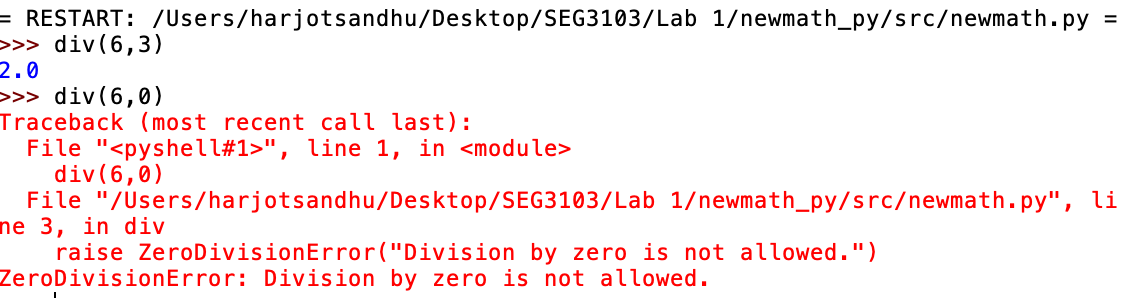 = RESTART: /Users/harjotsandhu/Desktop/SEG3103/Lab 1/newmath_py/src/newmath.py =
>>> div(6,3)
2.0
>>> div(6,0)
Traceback (most recent call last):
  File "<pyshell#1>", line 1, in <module>
    div(6,0)
  File "/Users/harjotsandhu/Desktop/SEG3103/Lab 1/newmath_py/src/newmath.py", li
ne 3, in div
    raise ZeroDivisionError("Division by zero is not allowed.")
ZeroDivisionError: Division by zero is not allowed.